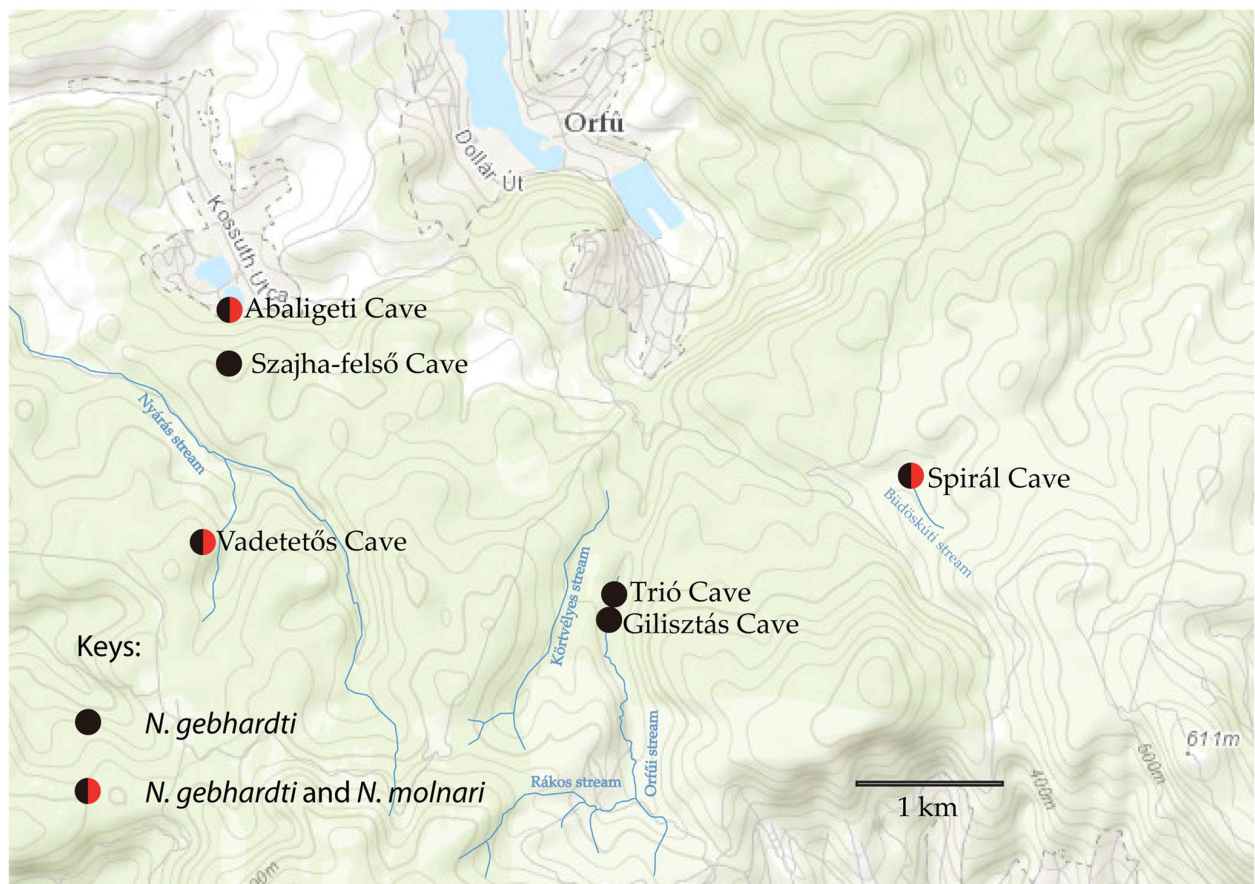 Orfû
Dollár Út
Kossuth Utca
Abaligeti Cave
Szajha-felső Cave
Nyárás stream
Spirál Cave
Büdöskúti stream
Vadetetős Cave
Trió Cave
Gilisztás Cave
Körtvélyes stream
Keys:
N. gebhardti
Orfűi stream
611m
600m
Rákos stream
N. gebhardti and N. molnari
1 km
400m